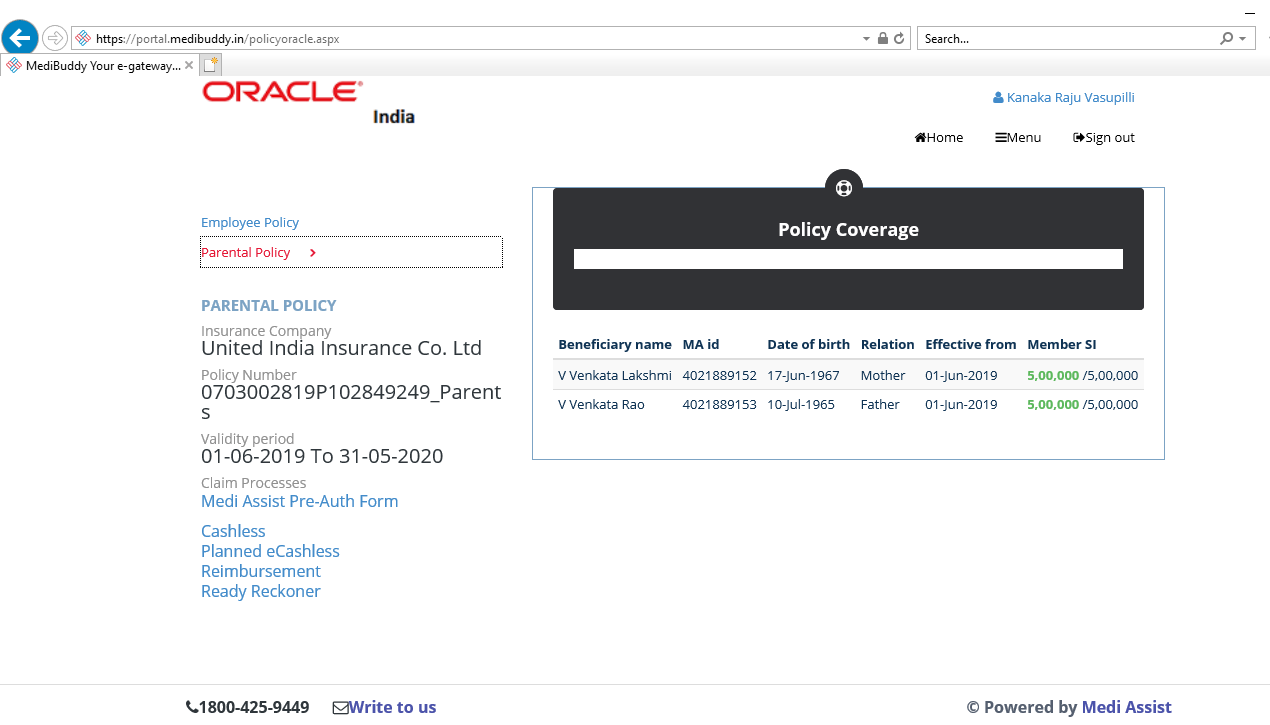 https://portal.medibuddy.in/policyoracle.aspx
Search...
MediBuddy Your e-gateway...
ORACLE
India
Kanaka Raju Vasupilli
Home Menu Sign out
Employee Policy
Parental Policy
PARENTAL POLICY
Insurance Company
United India Insurance Co. Ltd
Policy Number
0703002819P102849249_Parent
s
Validity period
01-06-2019 To 31-05-2020
Claim Processes
Medi Assist Pre-Auth Form
Cashless
Planned eCashless
Reimbursement
Ready Reckoner
Policy Coverage
Beneficiary name MA id Date of birth Relation Effective from Member SI
V Venkata Lakshmi 4021889152 17-Jun-1967 Mother 01-Jun-2019 5,00,000 /5,00,000
V Venkata Rao 4021889153 10-Jul-1965 Father 01-Jun-2019 5,00,000 /5,00,000
1800-425-9449 Write to us © Powered by Medi Assist